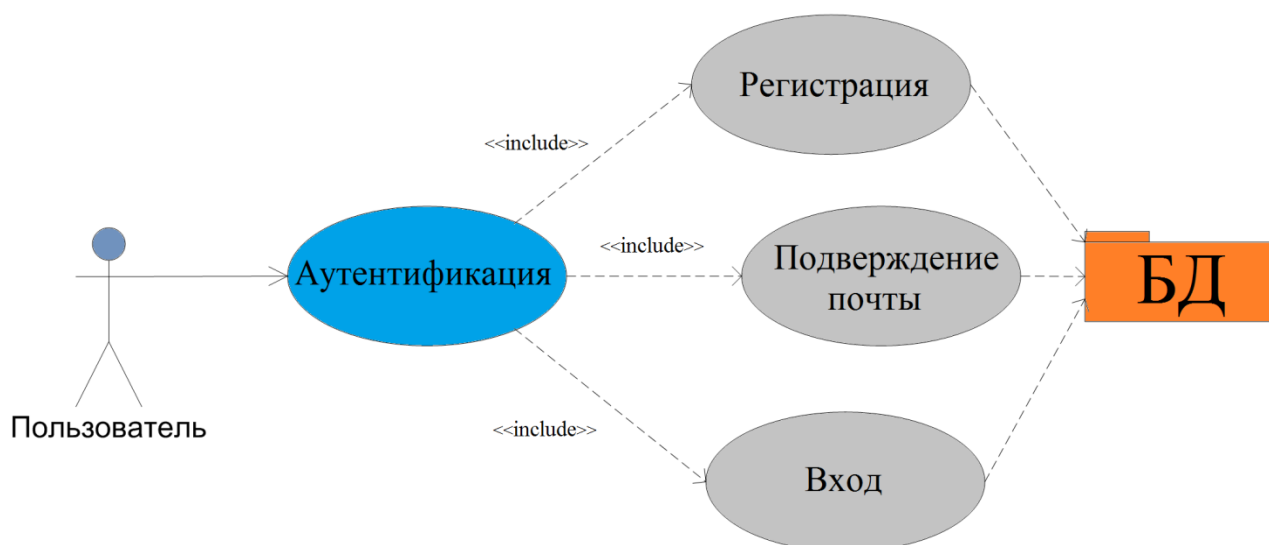 Регистрация
<<include>>
<<include>>
Аутентификация
Подверждение
почты
БД
Пользователь
<<include>>
Вход